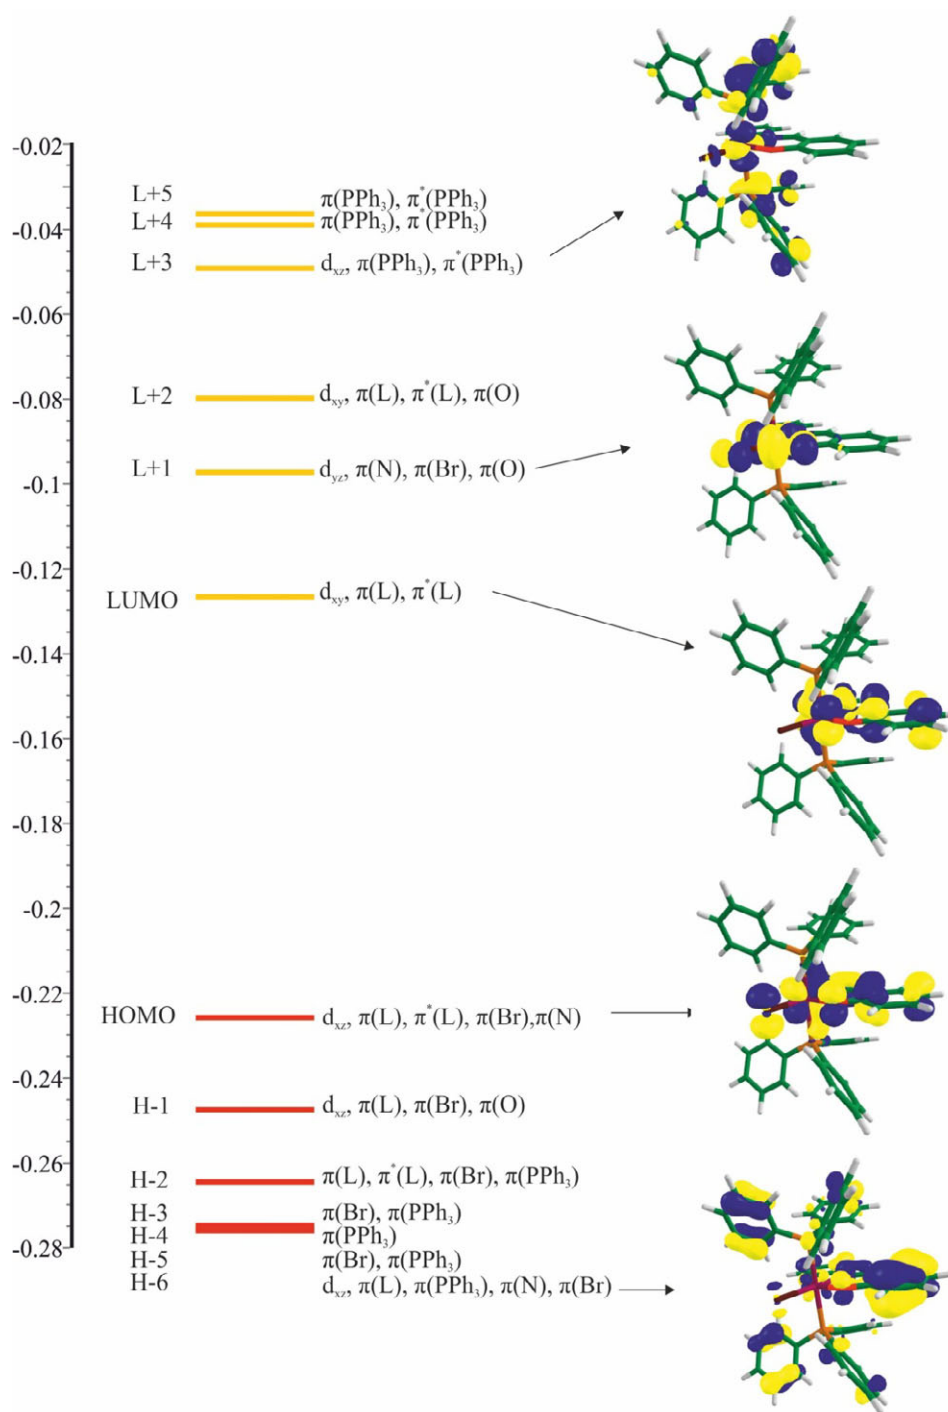 -0.02
L+5 π(PPh₃), π*(PPh₃)
L+4 π(PPh₃), π*(PPh₃)
-0.04
L+3 dxz, π(PPh₃), π*(PPh₃)
-0.06
L+2 dxy, π(L), π*(L), π(O)
-0.08
L+1 dyz, π(N), π(Br), π(O)
-0.1
-0.12
LUMO dxy, π(L), π*(L)
-0.14
-0.16
-0.18
-0.2
-0.22
HOMO dxz, π(L), π*(L), π(Br),π(N)
-0.24
H-1 dxz, π(L), π(Br), π(O)
-0.26
H-2 π(L), π*(L), π(Br), π(PPh₃)
H-3 π(Br), π(PPh₃)
H-4 π(PPh₃)
-0.28
H-5 π(Br), π(PPh₃)
H-6 dxz, π(L), π(PPh₃), π(N), π(Br)